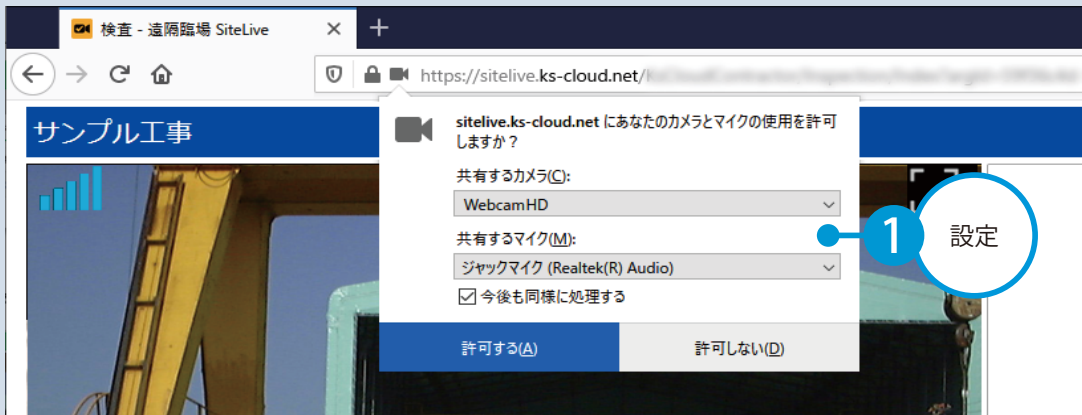 検査 - 遠隔臨場 SiteLive
https://sitelive.ks-cloud.net/
サンプル工事
sitelive.ks-cloud.net にあなたのカメラとマイクの使用を許可
しますか？
共有するカメラ(C):
WebcamHD
共有するマイク(M):
ジャックマイク (Realtek(R) Audio)
今後も同様に処理する
許可する(A)
許可しない(D)
1
設定